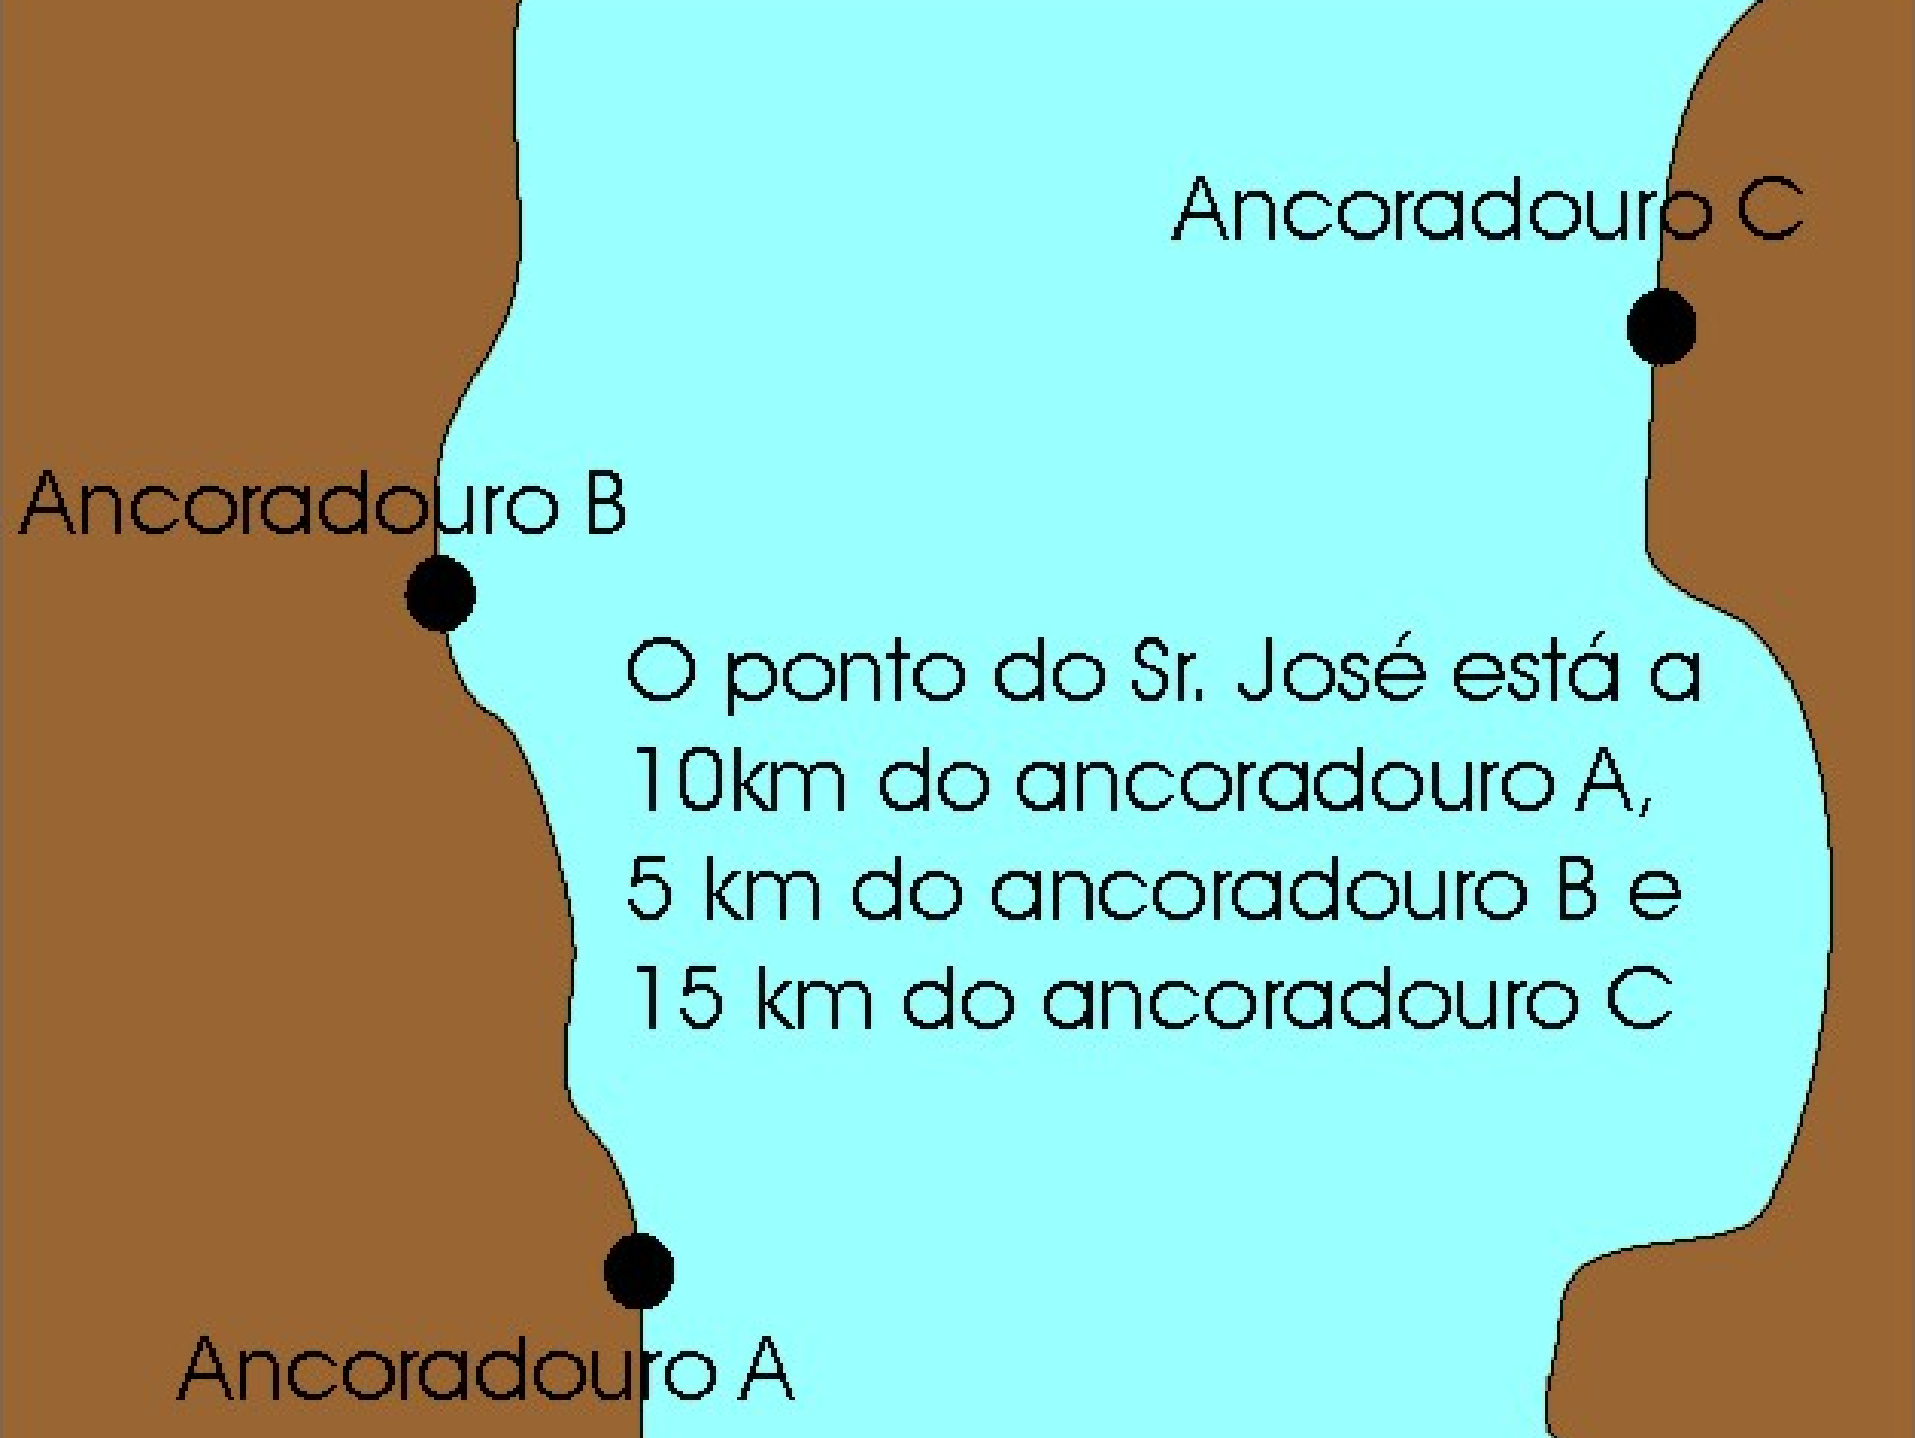 Ancoradouro C
Ancoradouro B
O ponto do Sr. José está a
10km do ancoradouro A,
5 km do ancoradouro B e
15 km do ancoradouro C
Ancoradouro A